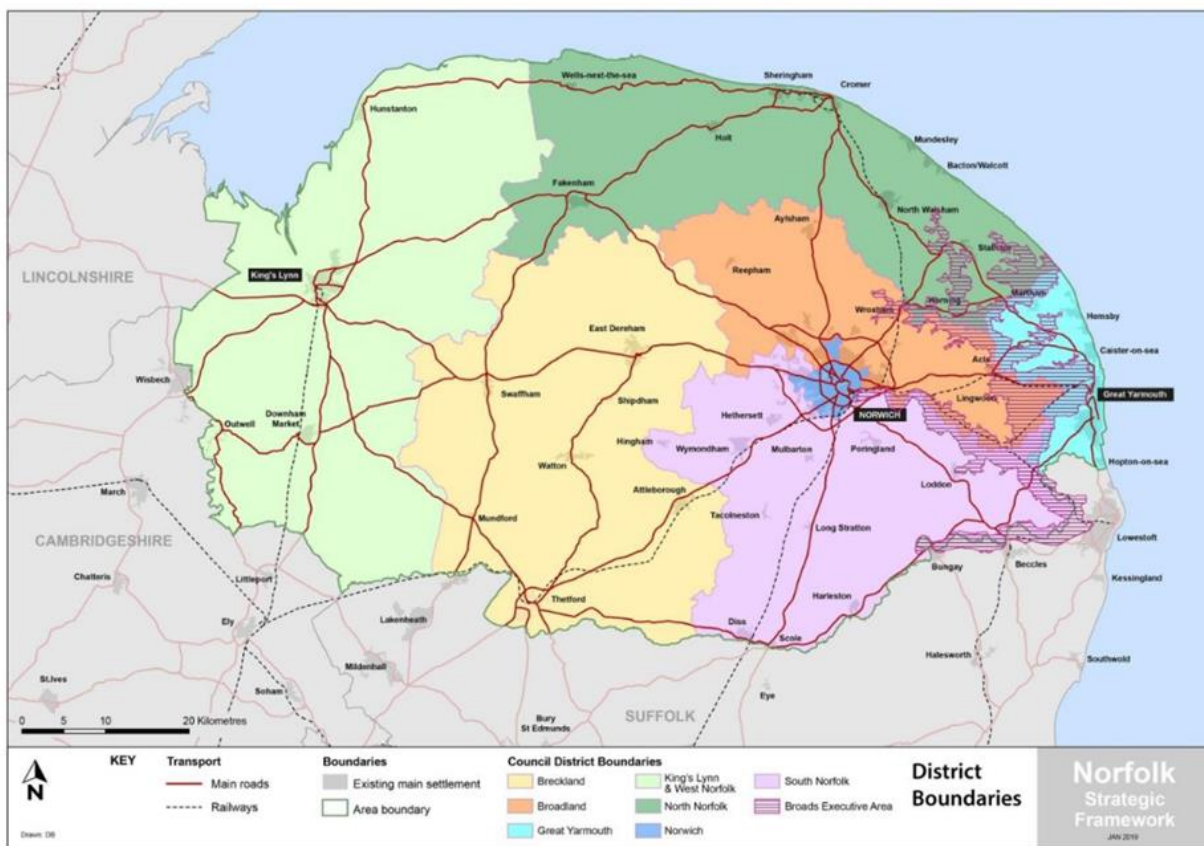 Wells-next-the-sea
Sheringham
Cromer
Hunstanton
Holt
Mundesley
Bacton/Walcott
Fakenham
North Walsham
Aylsham
Stalham
LINCOLNSHIRE
King's Lynn
Reepham
Martham
Horning
Wroxham
Hemsby
East Dereham
Caister-on-sea
Acle
Wisbech
Swaffham
Shipdham
Lingwood
Great Yarmouth
Downham
Market
Outwell
Hethersett
NORWICH
Hingham
Wymondham
Mulbarton
Poringland
Watton
Hopton-on-sea
Loddon
March
Attleborough
Mundford
Tacolneston
Long Stratton
CAMBRIDGESHIRE
Lowestoft
Chatteris
Littleport
Bungay
Beccles
Kessingland
Thetford
Harleston
Ely
Lakenheath
Diss
Scole
Mildenhall
Halesworth
Southwold
St.Ives
Soham
Eye
0 5 10 20 Kilometres
Bury
St Edmunds
SUFFOLK
KEY
Transport
Main roads
Railways
Boundaries
Existing main settlement
Area boundary
Council District Boundaries
Breckland
Broadland
Great Yarmouth
King's Lynn
& West Norfolk
North Norfolk
Norwich
South Norfolk
Broads Executive Area
District
Boundaries
Norfolk
Strategic
Framework
JAN 2019
N
Drawn: DB